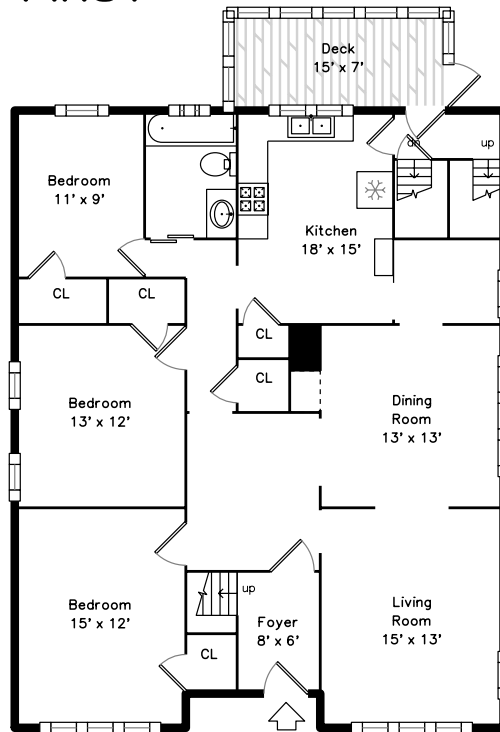 Deck
15' x 7'
dn
up
Bedroom
11' x 9'
Kitchen
18' x 15'
CL
CL
CL
CL
Bedroom
13' x 12'
Dining
Room
13' x 13'
up
Bedroom
15' x 12'
Foyer
8' x 6'
Living
Room
15' x 13'
CL